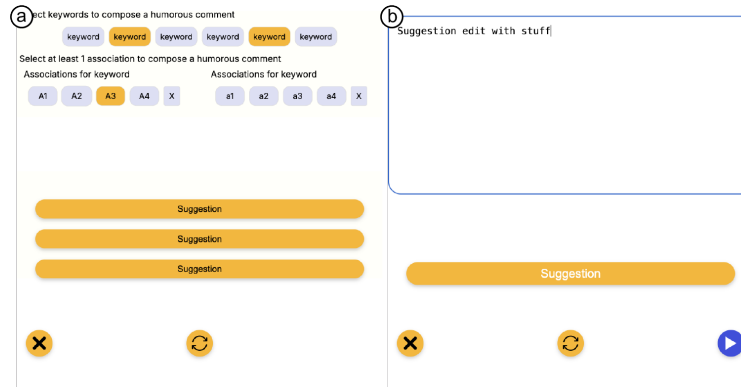 a
ect keywords to compose a humorous comment
keyword keyword keyword keyword keyword keyword
Select at least 1 association to compose a humorous comment
Associations for keyword Associations for keyword
A1 A2 A3 A4 X a1 a2 a3 a4 X
Suggestion
Suggestion
Suggestion
b
Suggestion edit with stuff
Suggestion